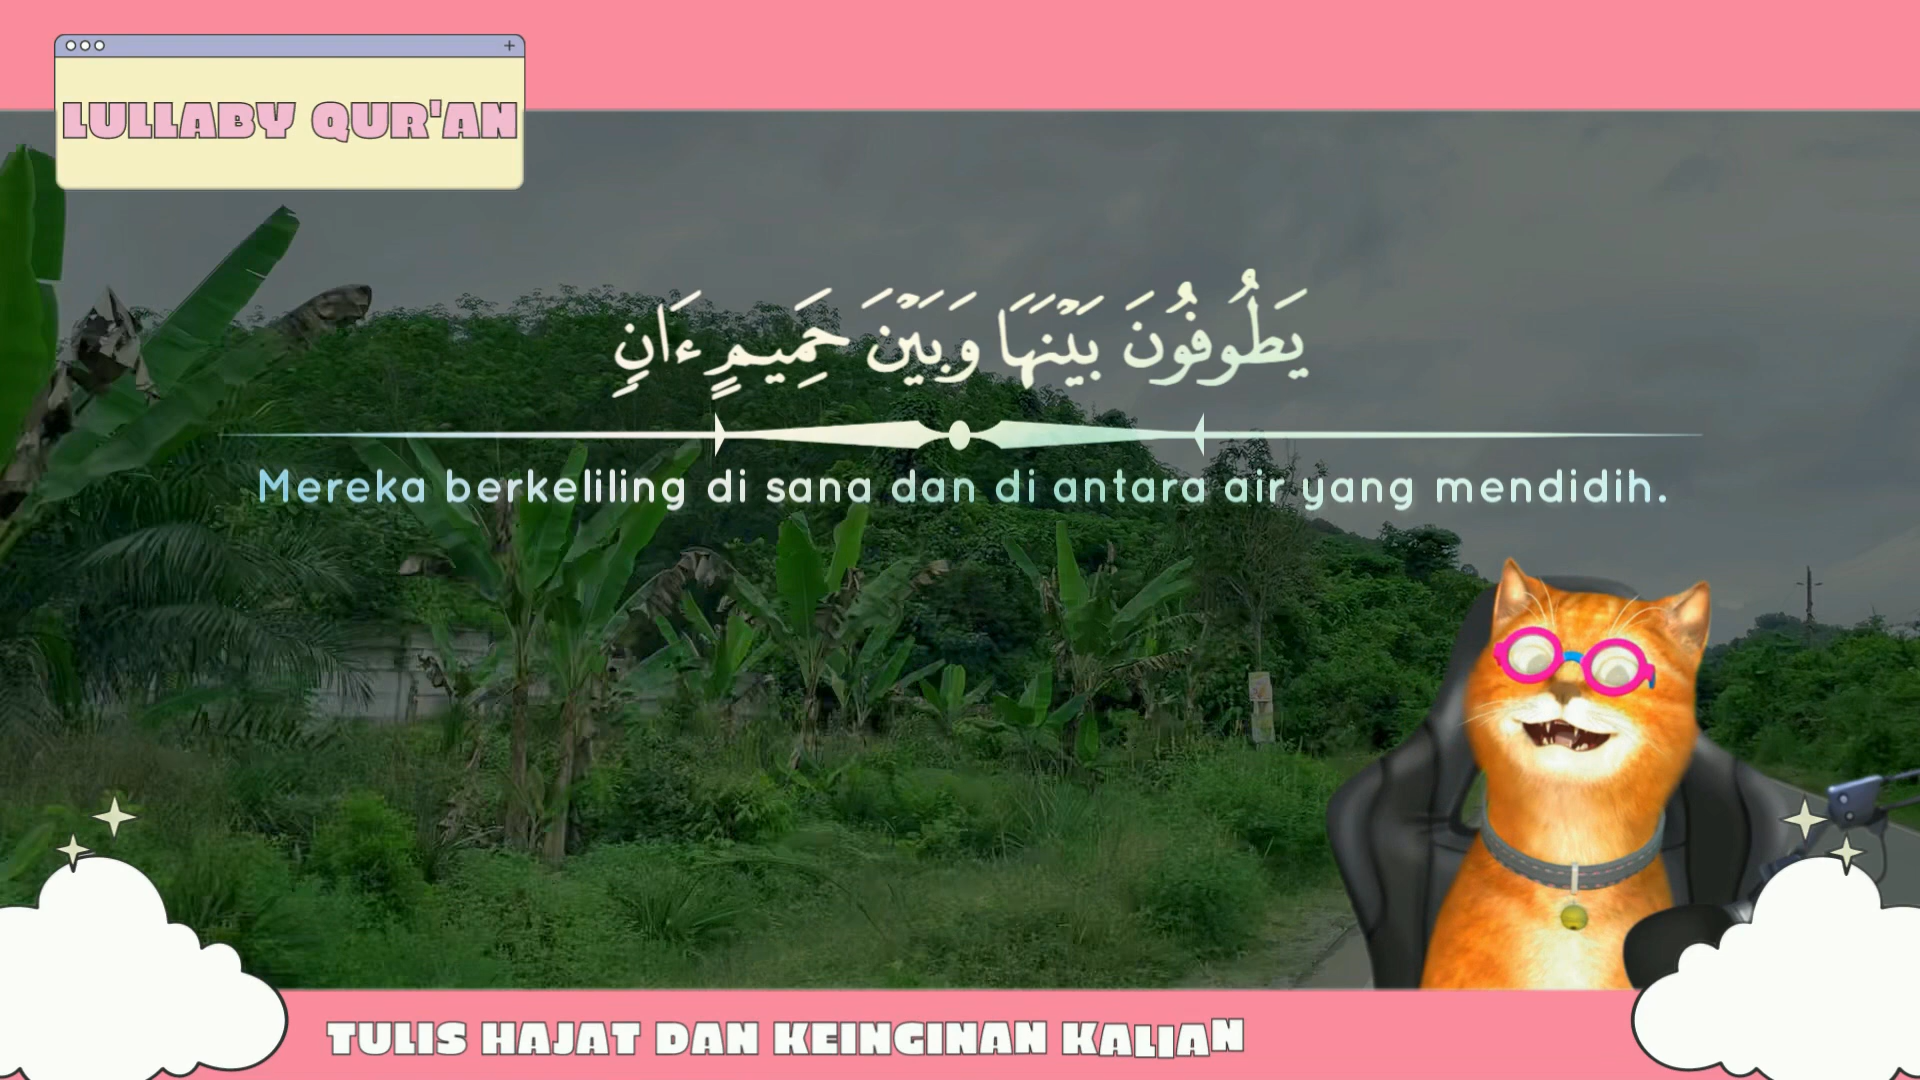 LULLABY QUR'AN
يَطُوفُونَ بَيْنَهَا وَبَيْنَ حَمِيمٍ ءَانٍ
Mereka berkeliling di sana dan di antara air yang mendidih.
TULIS HAJAT DAN KEINGINAN KALIAN